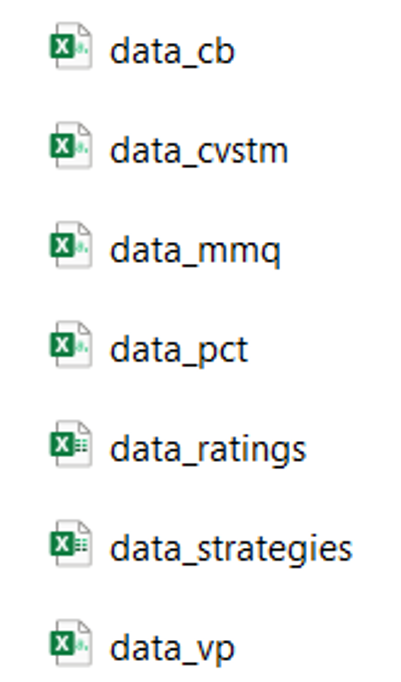 data_cb
data_cvstm
data_mmq
data_pct
data_ratings
data_strategies
data_vp